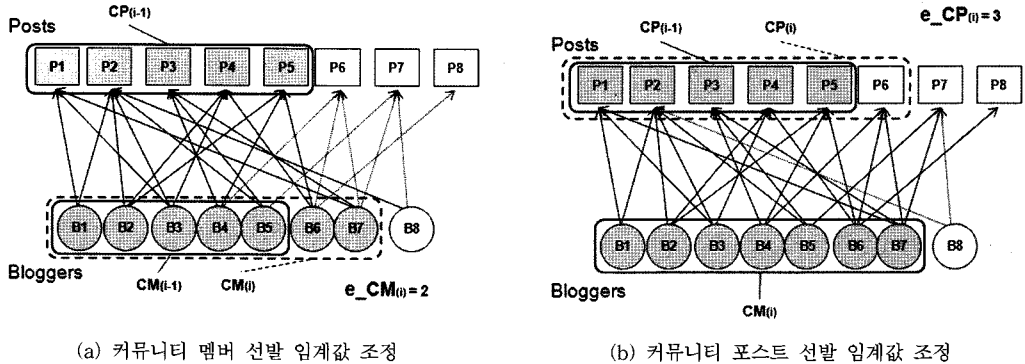 CP(i-1)
Posts
P1 P2 P3 P4 P5 P6 P7 P8
B1 B2 B3 B4 B5 B6 B7 B8
Bloggers
CM(i-1) CM(i)
e_CM(i)=2
(a) 커뮤니티 멤버 선발 임계값 조정
e_CP(i)=3
CP(i-1) CP(i)
Posts
P1 P2 P3 P4 P5 P6 P7 P8
B1 B2 B3 B4 B5 B6 B7 B8
Bloggers
CM(i)
(b) 커뮤니티 포스트 선발 임계값 조정